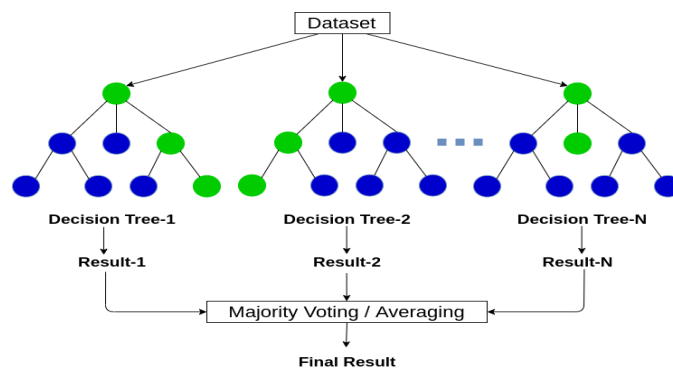 Dataset
Decision Tree-1
Decision Tree-2
Decision Tree-N
Result-1
Result-2
Result-N
Majority Voting / Averaging
Final Result